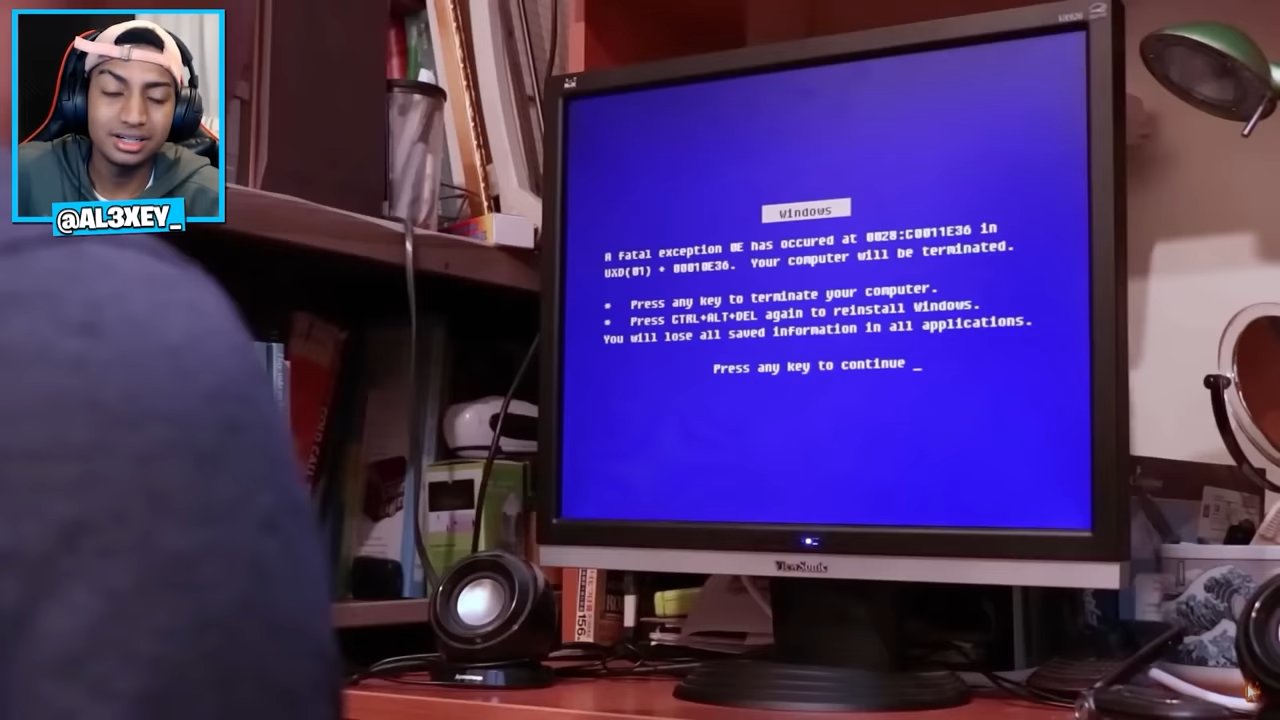 @AL3XEY_
Windows
A fatal exception 0E has occured at 0028:C0011E36 in
UXD(01) + 00010E36.  Your computer will be terminated.
*   Press any key to terminate your computer.
*   Press CTRL+ALT+DEL again to reinstall Windows.
You will lose all saved information in all applications.
Press any key to continue _
ViewSonic
156